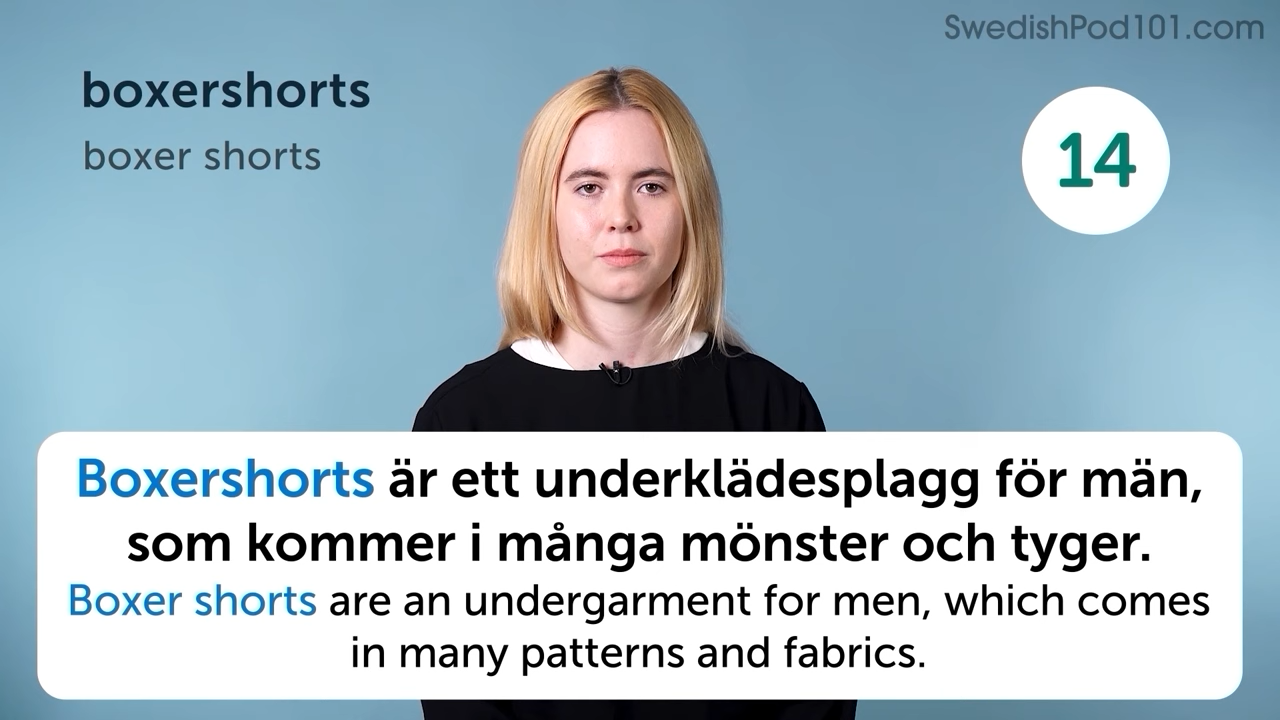 SwedishPod101.com
boxershorts
boxer shorts
14
Boxershorts är ett underklädesplagg för män,
som kommer i många mönster och tyger.
Boxer shorts are an undergarment for men, which comes
in many patterns and fabrics.